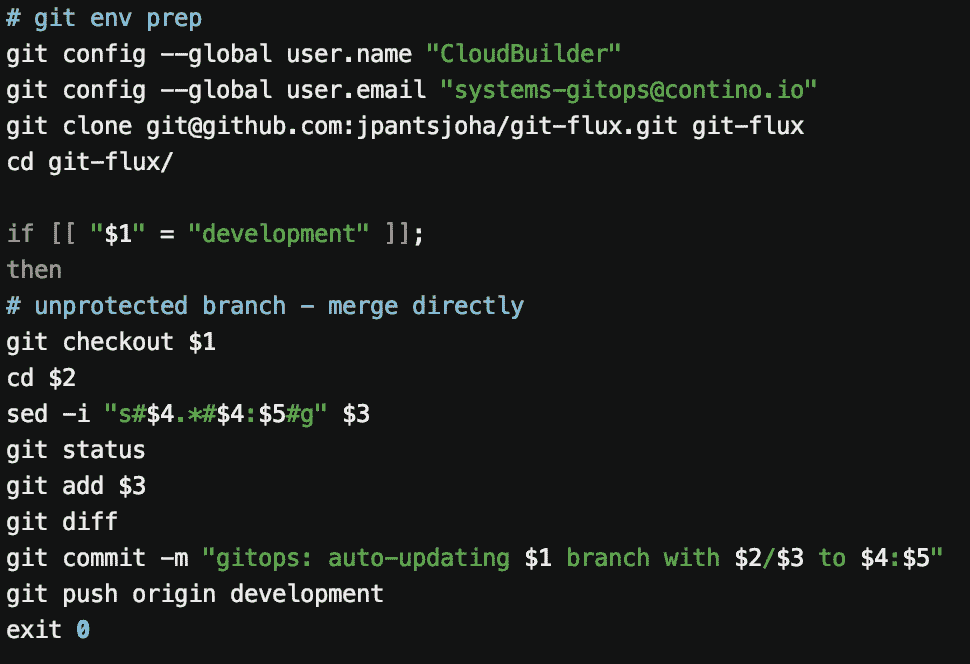 # git env prep
git config --global user.name "CloudBuilder"
git config --global user.email "systems-gitops@contino.io"
git clone git@github.com:jpantsjoha/git-flux.git git-flux
cd git-flux/
if [[ "$1" = "development" ]];
then
# unprotected branch - merge directly
git checkout $1
cd $2
sed -i "s#$4.*#$4:$5#g" $3
git status
git add $3
git diff
git commit -m "gitops: auto-updating $1 branch with $2/$3 to $4:$5"
git push origin development
exit 0